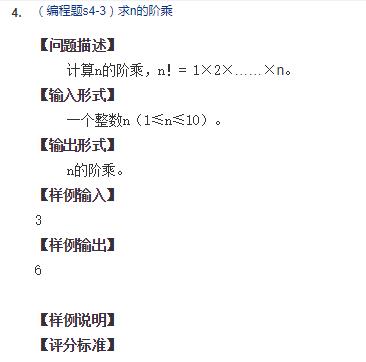 4. （编程题s4-3）求n的阶乘
【问题描述】
计算n的阶乘，n！= 1×2×……×n。
【输入形式】
一个整数n（1≤n≤10）。
【输出形式】
n的阶乘。
【样例输入】
3
【样例输出】
6
【样例说明】
【评分标准】